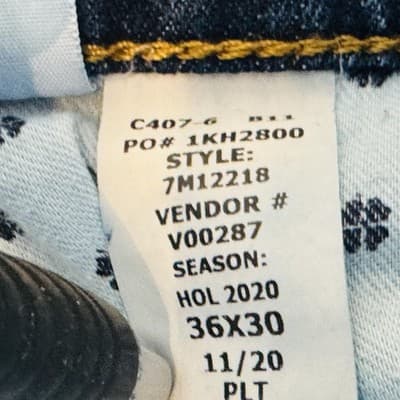 C407-6 B11
PO# 1KH2800
STYLE:
7M12218
VENDOR #
V00287
SEASON:
HOL 2020
36X30
11/20
PLT